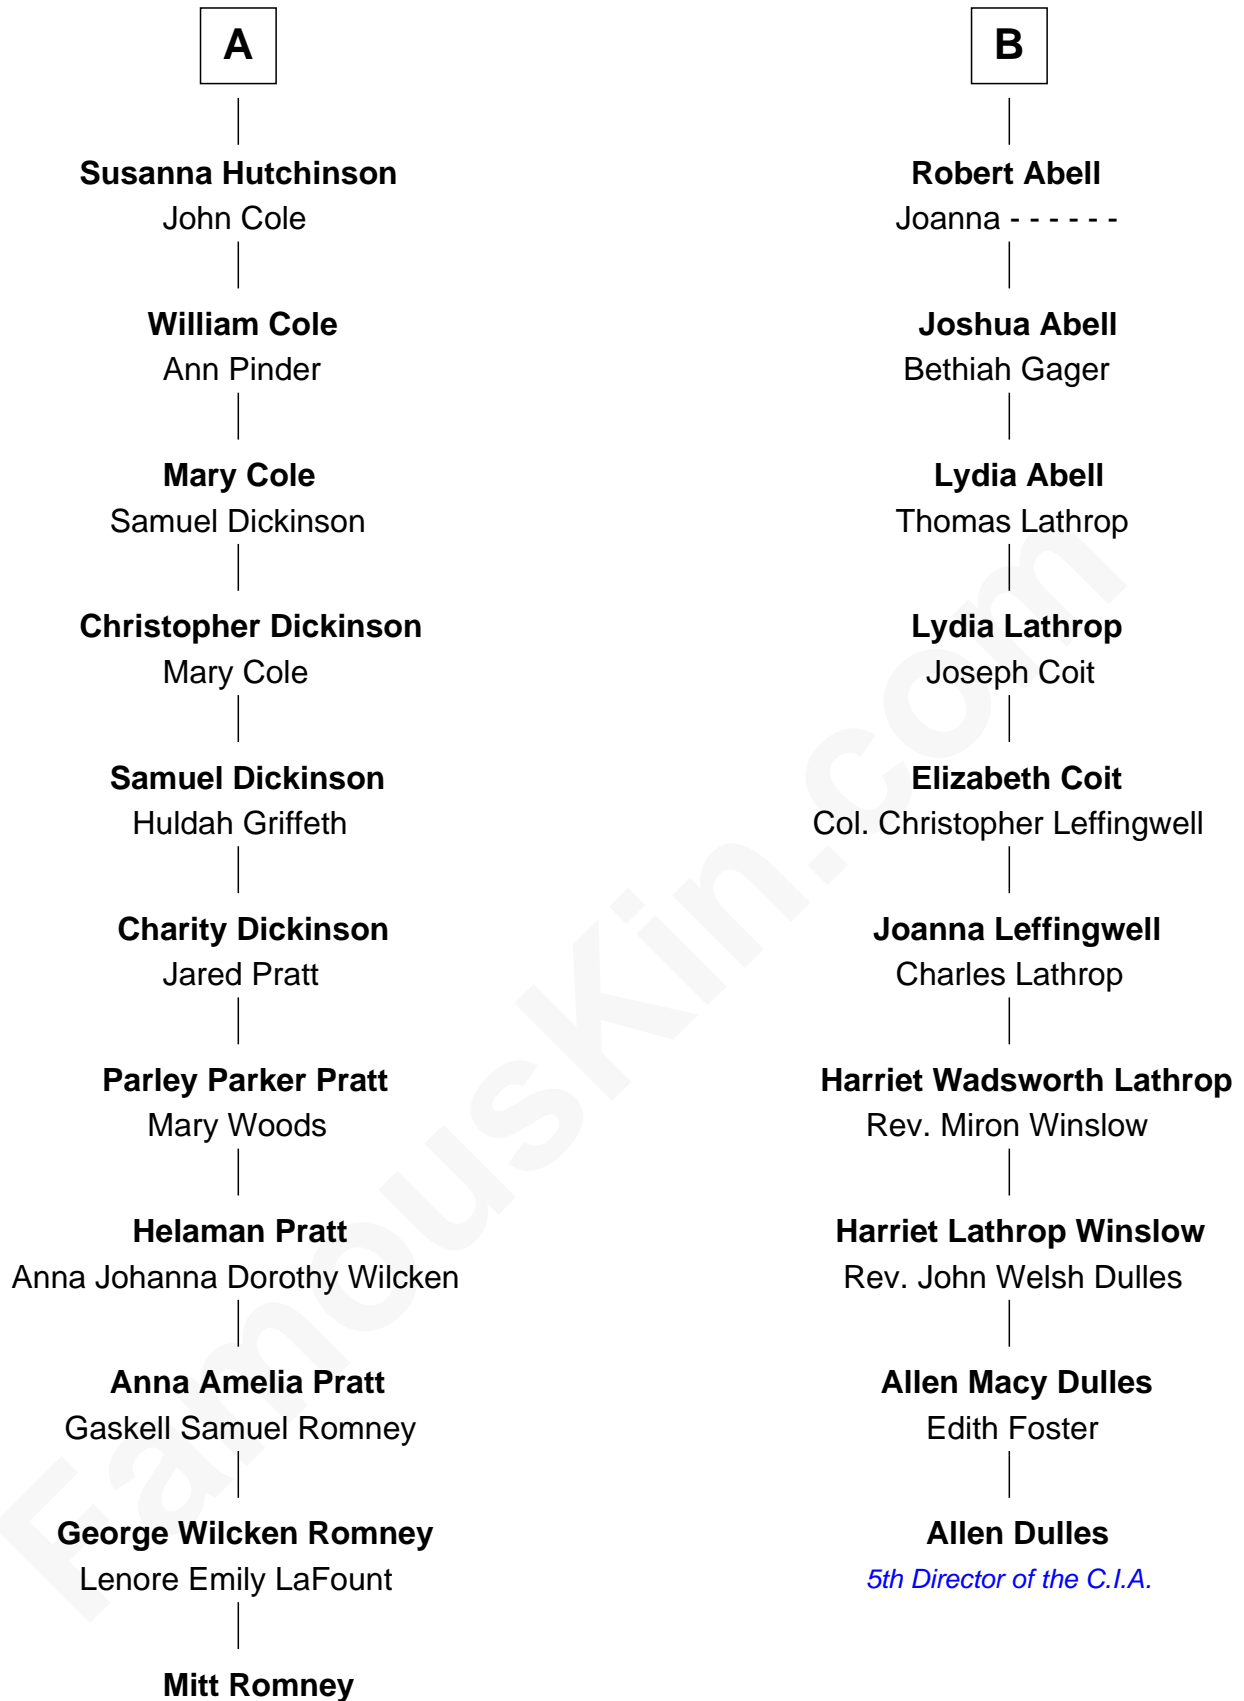 A
Susanna Hutchinson
John Cole
William Cole
Ann Pinder
Mary Cole
Samuel Dickinson
Christopher Dickinson
Mary Cole
Samuel Dickinson
Huldah Griffeth
Charity Dickinson
Jared Pratt
Parley Parker Pratt
Mary Woods
Helaman Pratt
Anna Johanna Dorothy Wilcken
Anna Amelia Pratt
Gaskell Samuel Romney
George Wilcken Romney
Lenore Emily LaFount
Mitt Romney
B
Robert Abell
Joanna - - - - - -
Joshua Abell
Bethiah Gager
Lydia Abell
Thomas Lathrop
Lydia Lathrop
Joseph Coit
Elizabeth Coit
Col. Christopher Leffingwell
Joanna Leffingwell
Charles Lathrop
Harriet Wadsworth Lathrop
Rev. Miron Winslow
Harriet Lathrop Winslow
Rev. John Welsh Dulles
Allen Macy Dulles
Edith Foster
Allen Dulles
5th Director of the C.I.A.
FamousKin.com